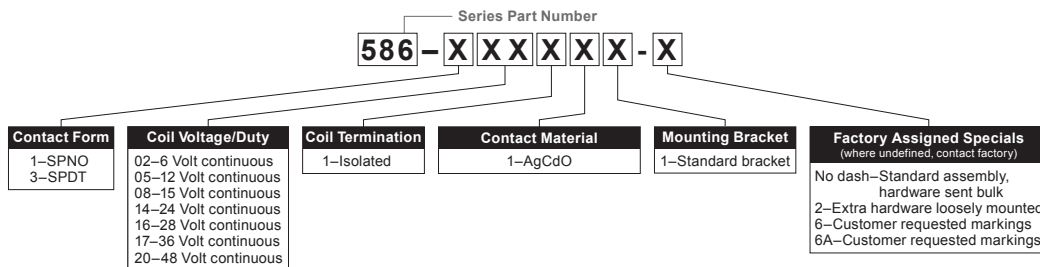 Series Part Number
586 – X X X X X X - X
Contact Form
1–SPNO
3–SPDT
Coil Voltage/Duty
02–6 Volt continuous
05–12 Volt continuous
08–15 Volt continuous
14–24 Volt continuous
16–28 Volt continuous
17–36 Volt continuous
20–48 Volt continuous
Coil Termination
1–Isolated
Contact Material
1–AgCdO
Mounting Bracket
1–Standard bracket
Factory Assigned Specials
(where undefined, contact factory)
No dash–Standard assembly,
hardware sent bulk
2–Extra hardware loosely mounted
6–Customer requested markings
6A–Customer requested markings